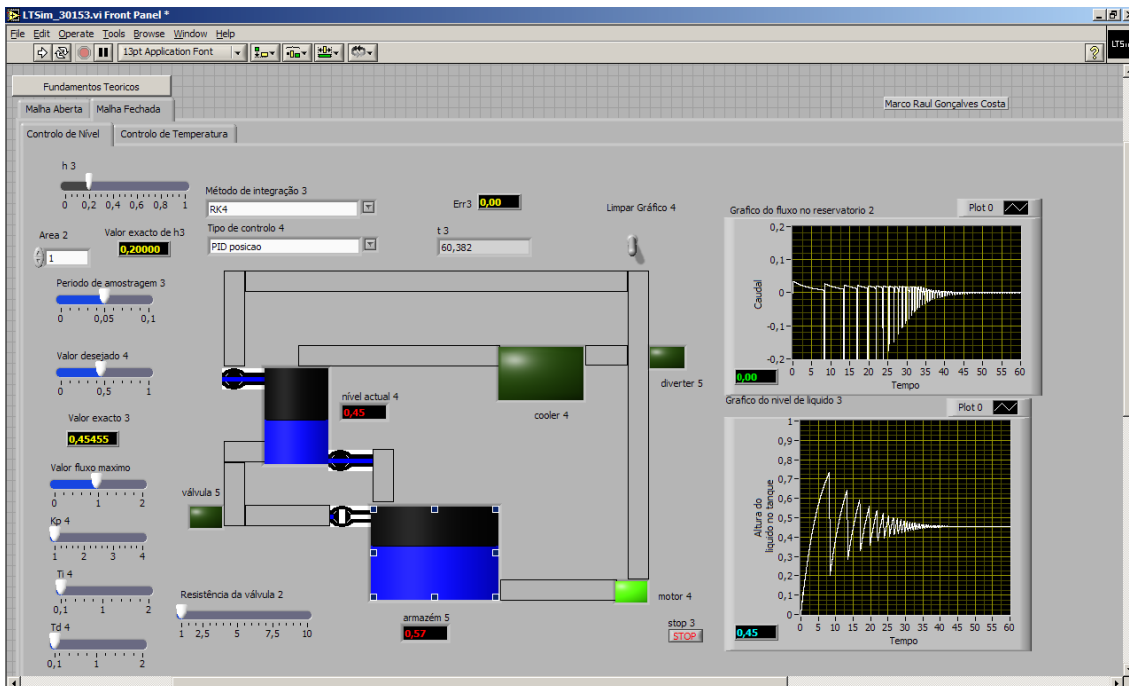 LTSim_30153.vi Front Panel *
File Edit Operate Tools Browse Window Help
13pt Application Font
?
LTSi
Fundamentos Teoricos
Malha Aberta Malha Fechada
Marco Raul Gonçalves Costa
Controlo de Nível Controlo de Temperatura
h 3
0 0,2 0,4 0,6 0,8 1
Método de integração 3
RK4
Err3 0,00
Limpar Gráfico 4
Area 2
1
Valor exacto de h3
0,20000
Tipo de controlo 4
PID posicao
t 3
60,382
Periodo de amostragem 3
0 0,05 0,1
Valor desejado 4
0 0,5 1
Valor exacto 3
0,45455
Valor fluxo maximo
0 1 2
Kp 4
1 2 3 4
Ti 4
0,1 1 2
Td 4
0,1 1 2
nível actual 4
0,45
cooler 4
diverter 5
válvula 5
Resistência da válvula 2
1 2,5 5 7,5 10
armazém 5
0,57
motor 4
stop 3
STOP
Grafico do fluxo no reservatorio 2
Plot 0
Caudal
0,2
0,1
0
-0,1
-0,2
0 5 10 15 20 25 30 35 40 45 50 55 60
Tempo
0,00
Grafico do nivel de liquido 3
Plot 0
Altura do
liquido no tanque
1
0,9
0,8
0,7
0,6
0,5
0,4
0,3
0,2
0,1
0
0 5 10 15 20 25 30 35 40 45 50 55 60
Tempo
0,45